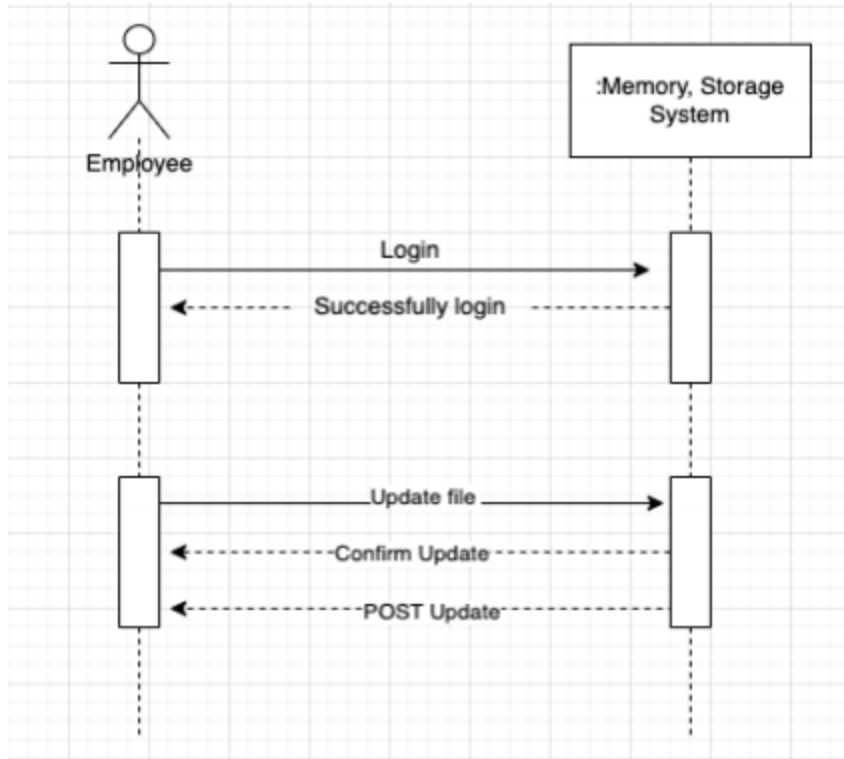 Employee
:Memory, Storage
System
Login
Successfully login
Update file
Confirm Update
POST Update